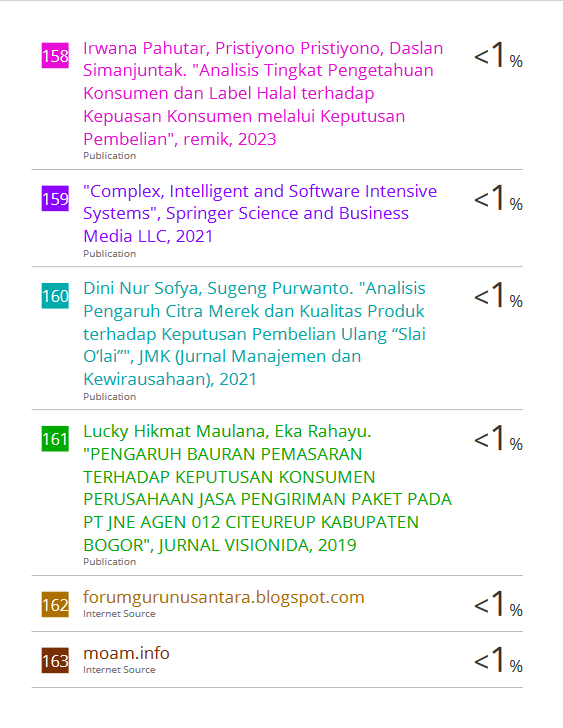 158
Irwana Pahutar, Pristiyono Pristiyono, Daslan
Simanjuntak. "Analisis Tingkat Pengetahuan
Konsumen dan Label Halal terhadap
Kepuasan Konsumen melalui Keputusan
Pembelian", remik, 2023
Publication
<1%
159
"Complex, Intelligent and Software Intensive
Systems", Springer Science and Business
Media LLC, 2021
Publication
<1%
160
Dini Nur Sofya, Sugeng Purwanto. "Analisis
Pengaruh Citra Merek dan Kualitas Produk
terhadap Keputusan Pembelian Ulang “Slai
O’lai”", JMK (Jurnal Manajemen dan
Kewirausahaan), 2021
Publication
<1%
161
Lucky Hikmat Maulana, Eka Rahayu.
"PENGARUH BAURAN PEMASARAN
TERHADAP KEPUTUSAN KONSUMEN
PERUSAHAAN JASA PENGIRIMAN PAKET PADA
PT JNE AGEN 012 CITEUREUP KABUPATEN
BOGOR", JURNAL VISIONIDA, 2019
Publication
<1%
162
forumgurunusantara.blogspot.com
Internet Source
<1%
163
moam.info
Internet Source
<1%